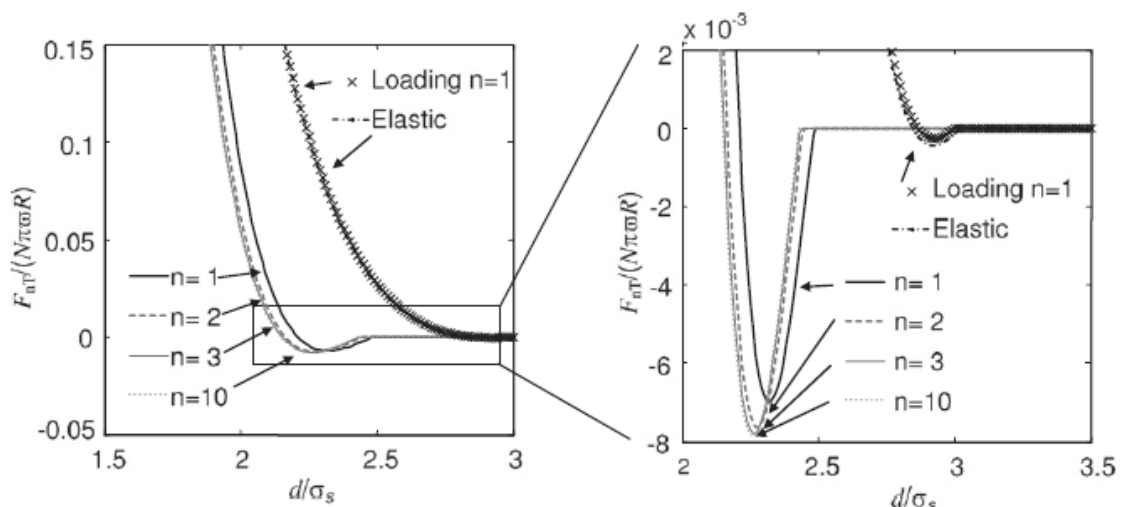 0.15
0.1
0.05
0
-0.05
1.5
2
2.5
3
F_nT/(NπϖR)
d/σ_s
× Loading n=1
Elastic
n= 1
n= 2
n= 3
n=10
x 10⁻³
2
0
-2
-4
-6
-8
2
2.5
3
3.5
F_nT/(NπϖR)
d/σ_s
× Loading n=1
Elastic
n= 1
n= 2
n= 3
n=10